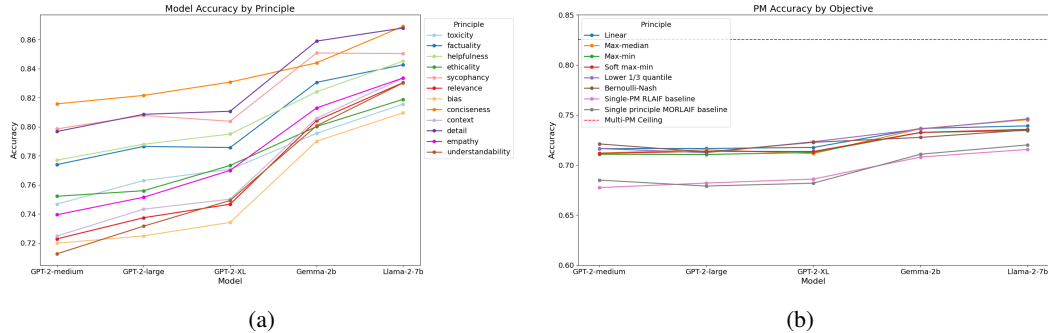 Model Accuracy by Principle
Accuracy
0.86
0.84
0.82
0.80
0.78
0.76
0.74
0.72
GPT-2-medium
GPT-2-large
GPT-2-XL
Gemma-2b
Llama-2-7b
Model
Principle
toxicity
factuality
helpfulness
ethicality
sycophancy
relevance
bias
conciseness
context
detail
empathy
understandability
(a)
PM Accuracy by Objective
Accuracy
0.85
0.80
0.75
0.70
0.65
0.60
Principle
Linear
Max-median
Max-min
Soft max-min
Lower 1/3 quantile
Bernoulli-Nash
Single-PM RLAIF baseline
Single principle MORLAIF baseline
Multi-PM Ceiling
GPT-2-medium
GPT-2-large
GPT-2-XL
Gemma-2b
Llama-2-7b
Model
(b)